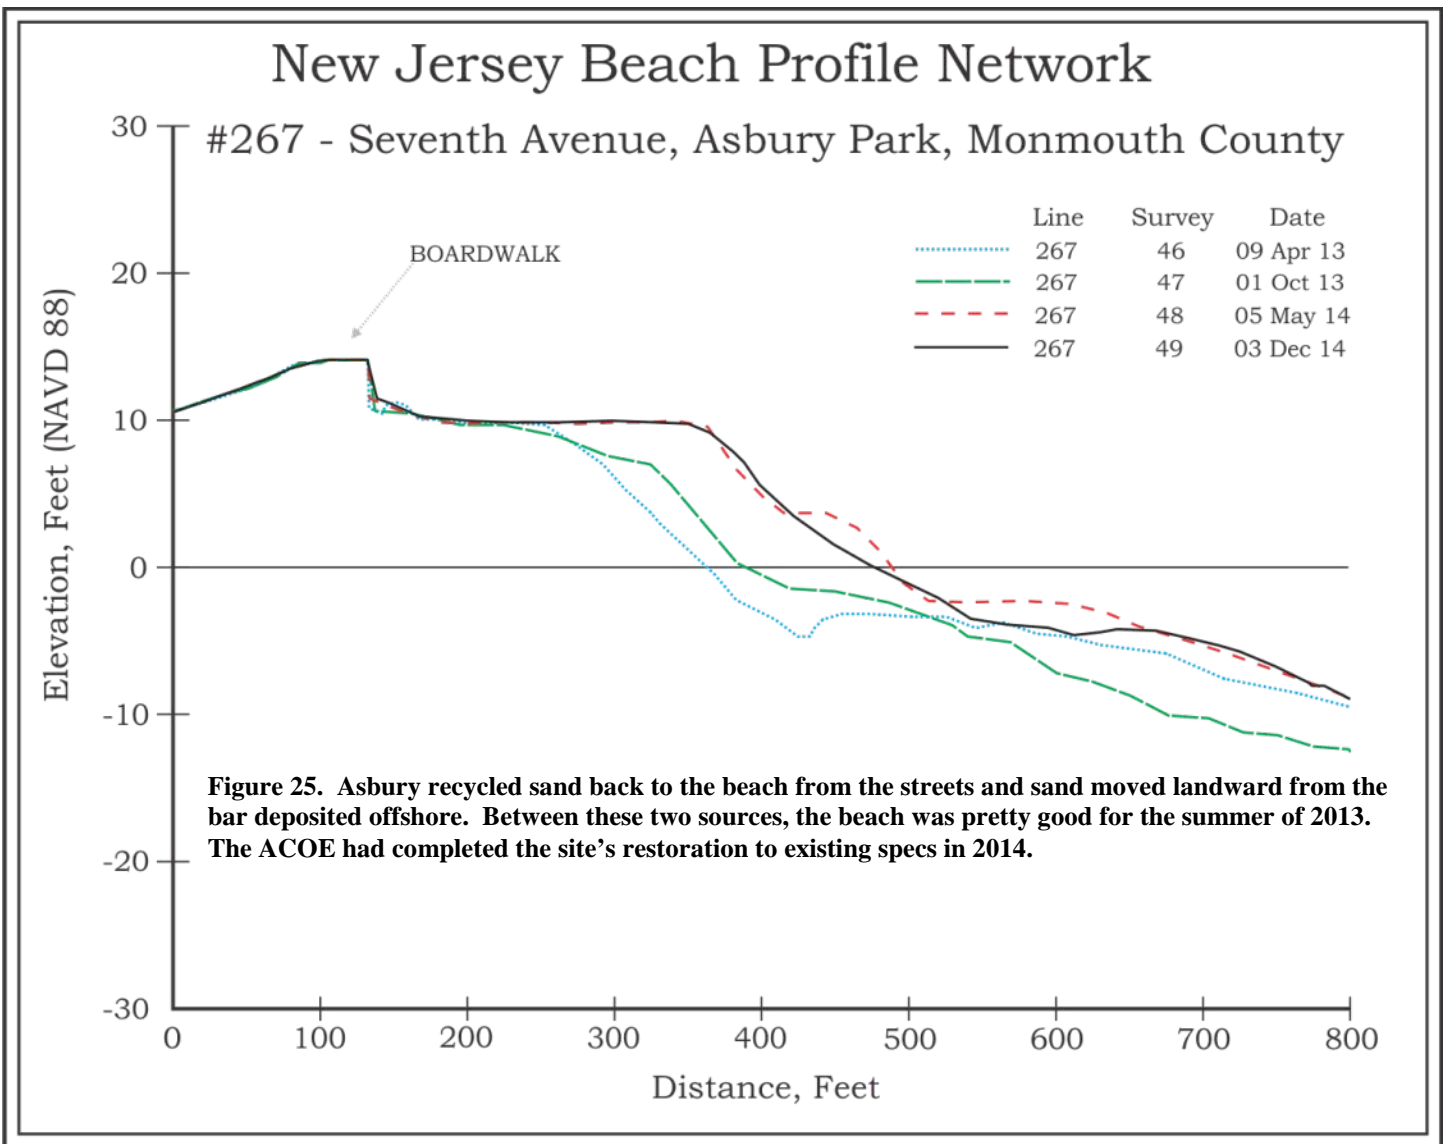 New Jersey Beach Profile Network
#267 - Seventh Avenue, Asbury Park, Monmouth County
Line Survey Date
267 46 09 Apr 13
267 47 01 Oct 13
267 48 05 May 14
267 49 03 Dec 14
BOARDWALK
Elevation, Feet (NAVD 88)
30
20
10
0
-10
-20
-30
Figure 25. Asbury recycled sand back to the beach from the streets and sand moved landward from the
bar deposited offshore. Between these two sources, the beach was pretty good for the summer of 2013.
The ACOE had completed the site's restoration to existing specs in 2014.
0 100 200 300 400 500 600 700 800
Distance, Feet